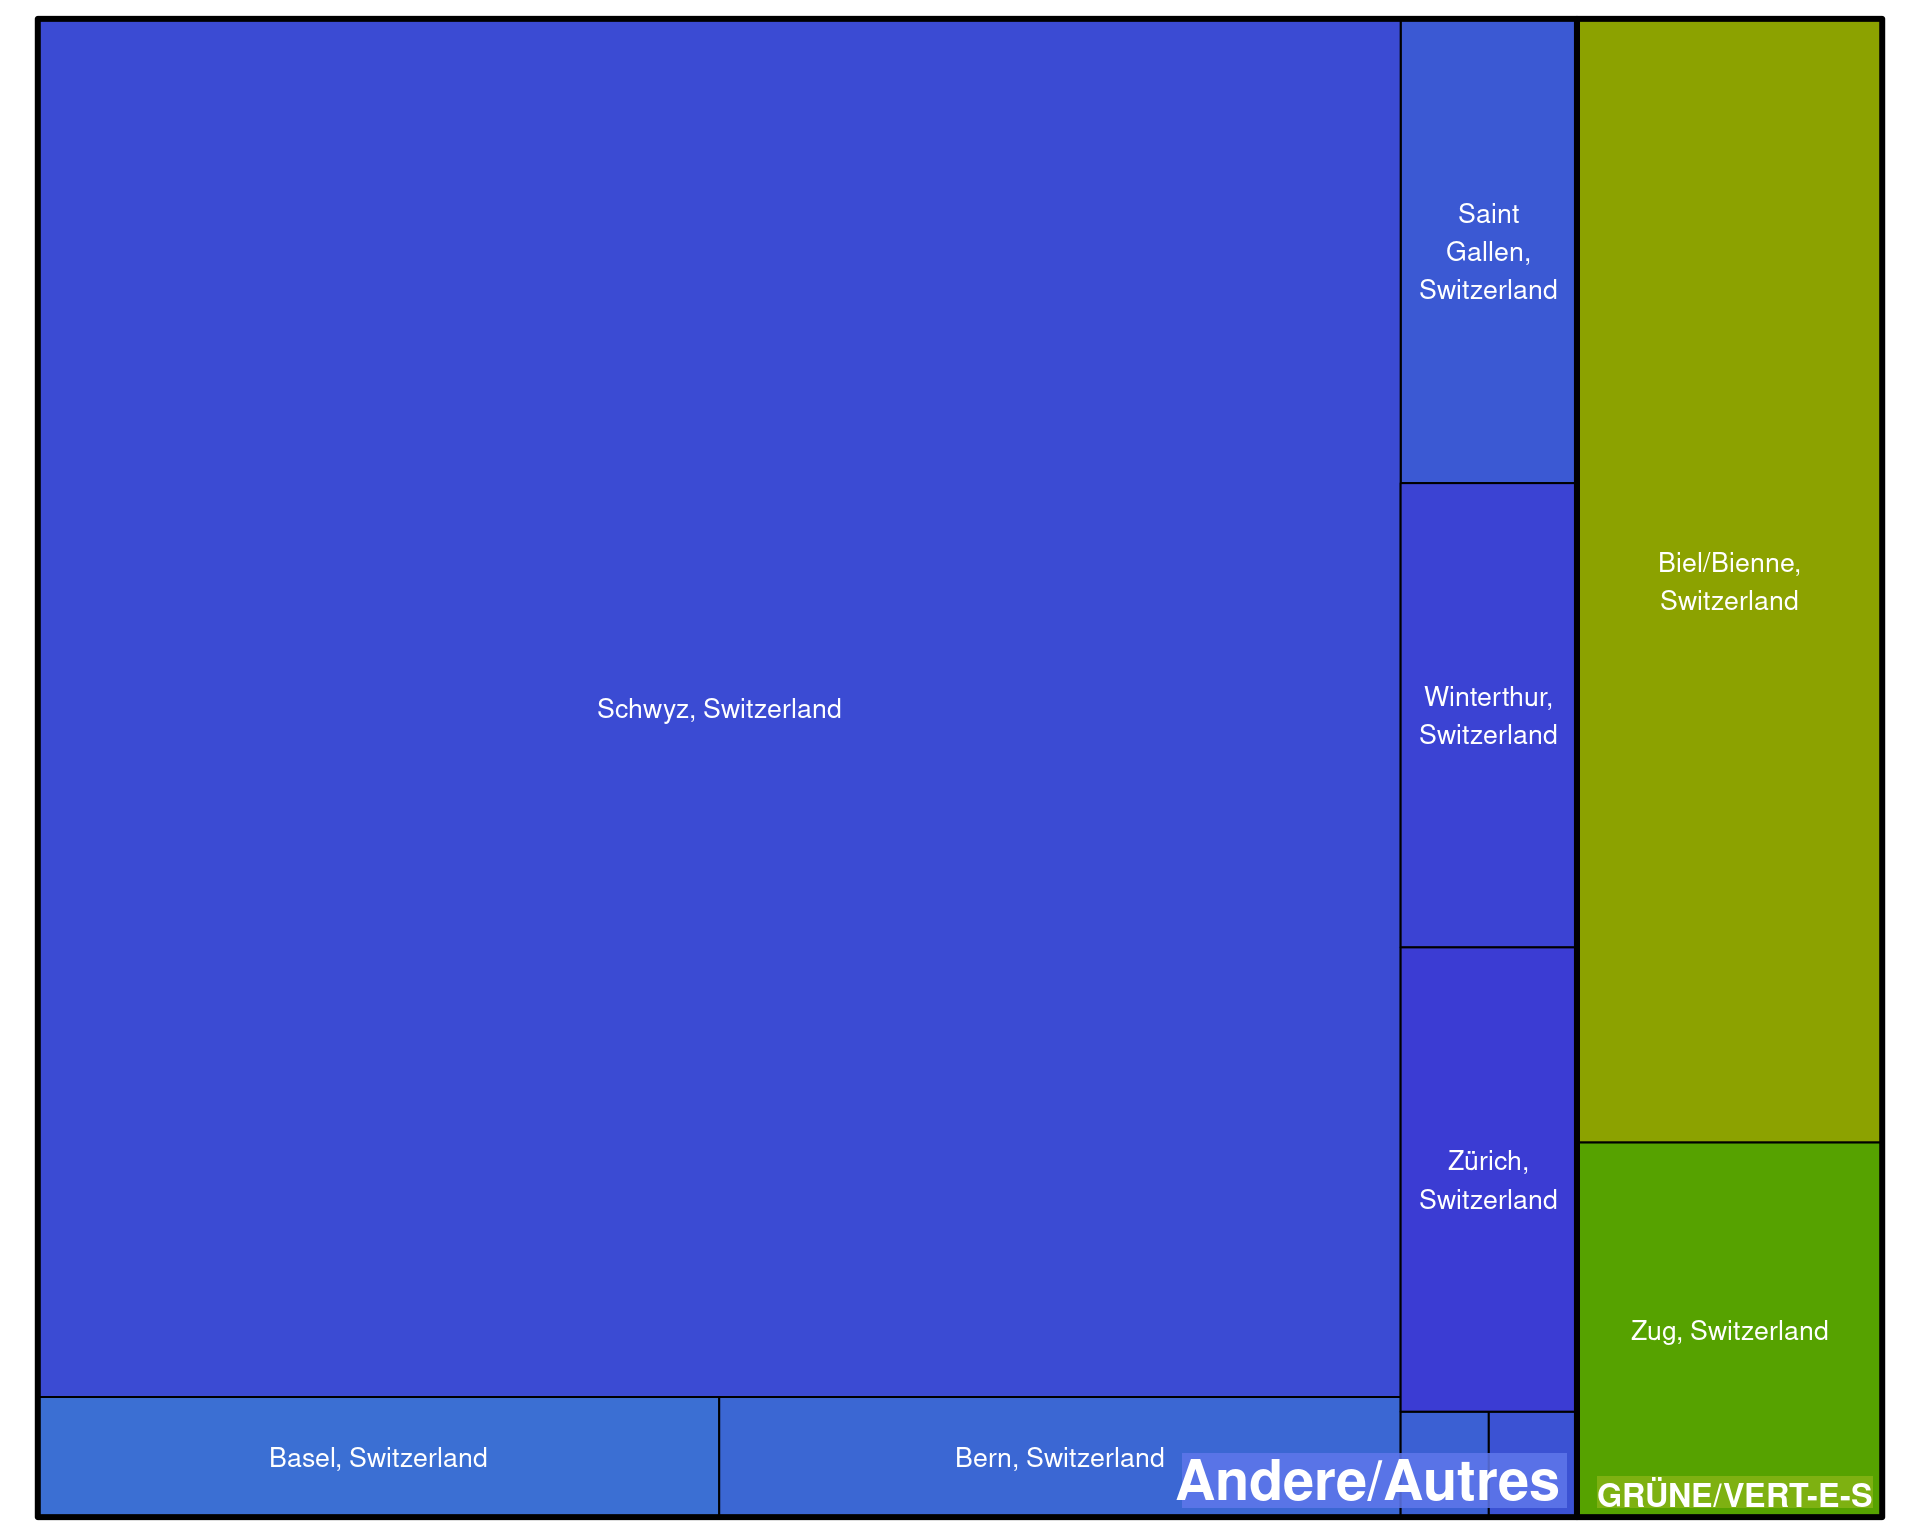 Saint
Gallen,
Switzerland
Biel/Bienne,
Switzerland
Schwyz, Switzerland
Winterthur,
Switzerland
Zürich,
Switzerland
Zug, Switzerland
Basel, Switzerland
Bern, Switzerland
Andere/Autres
GRÜNE/VERT-E-S